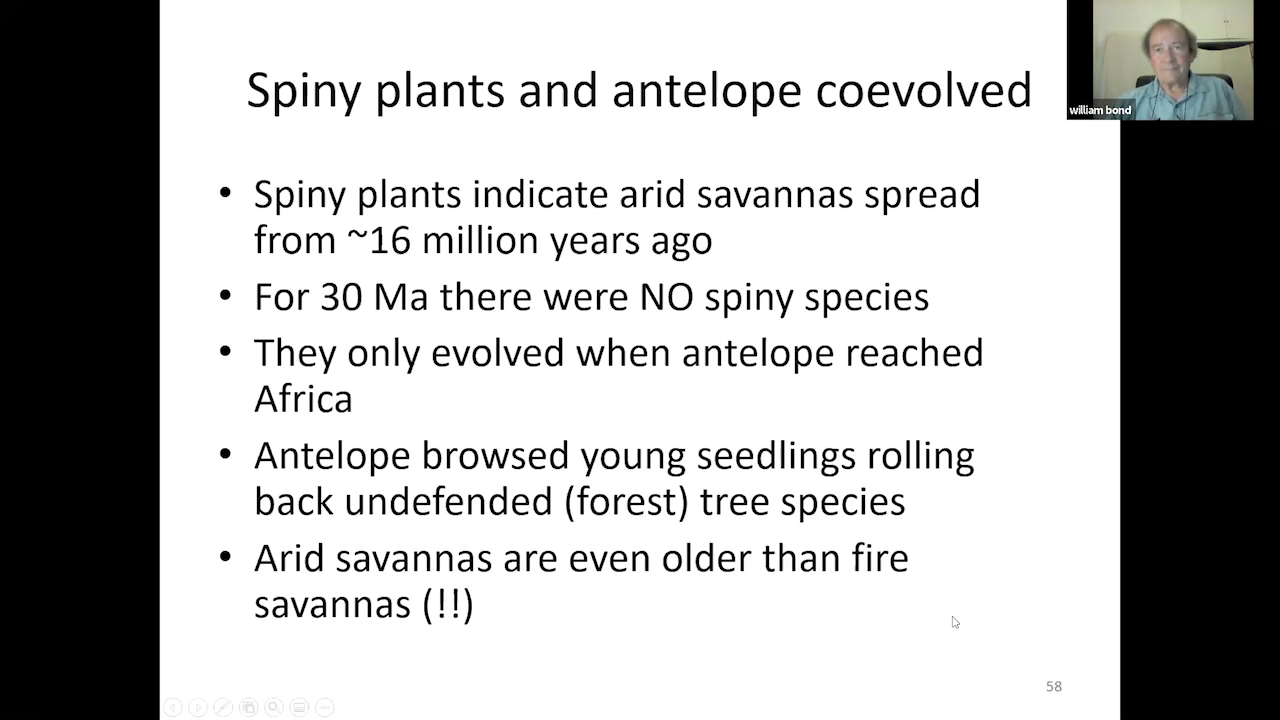 Spiny plants and antelope coevolved
william bond
• Spiny plants indicate arid savannas spread
from ~16 million years ago
• For 30 Ma there were NO spiny species
• They only evolved when antelope reached
Africa
• Antelope browsed young seedlings rolling
back undefended (forest) tree species
• Arid savannas are even older than fire
savannas (!!)
58